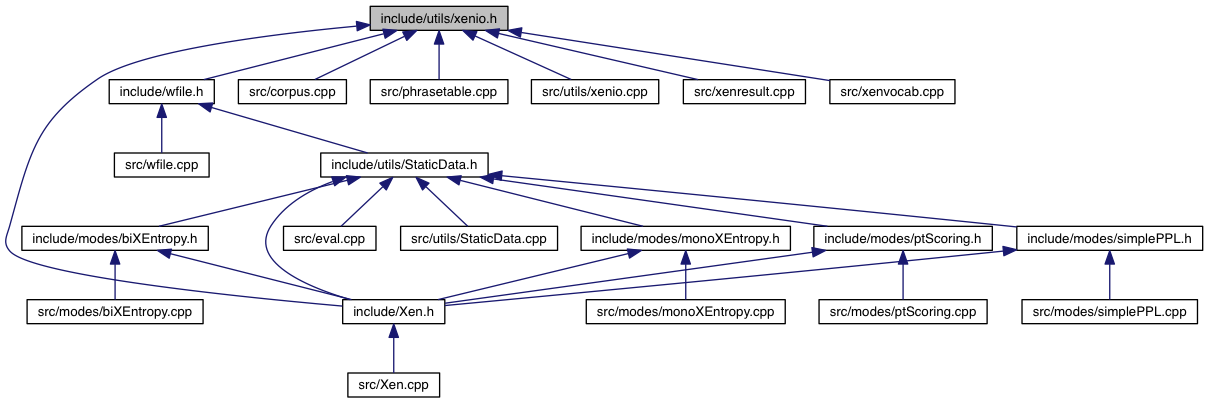 include/utils/xenio.h
include/wfile.h
src/corpus.cpp
src/phrasetable.cpp
src/utils/xenio.cpp
src/xenresult.cpp
src/xenvocab.cpp
src/wfile.cpp
include/utils/StaticData.h
include/modes/biXEntropy.h
src/eval.cpp
src/utils/StaticData.cpp
include/modes/monoXEntropy.h
include/modes/ptScoring.h
include/modes/simplePPL.h
src/modes/biXEntropy.cpp
include/Xen.h
src/modes/monoXEntropy.cpp
src/modes/ptScoring.cpp
src/modes/simplePPL.cpp
src/Xen.cpp